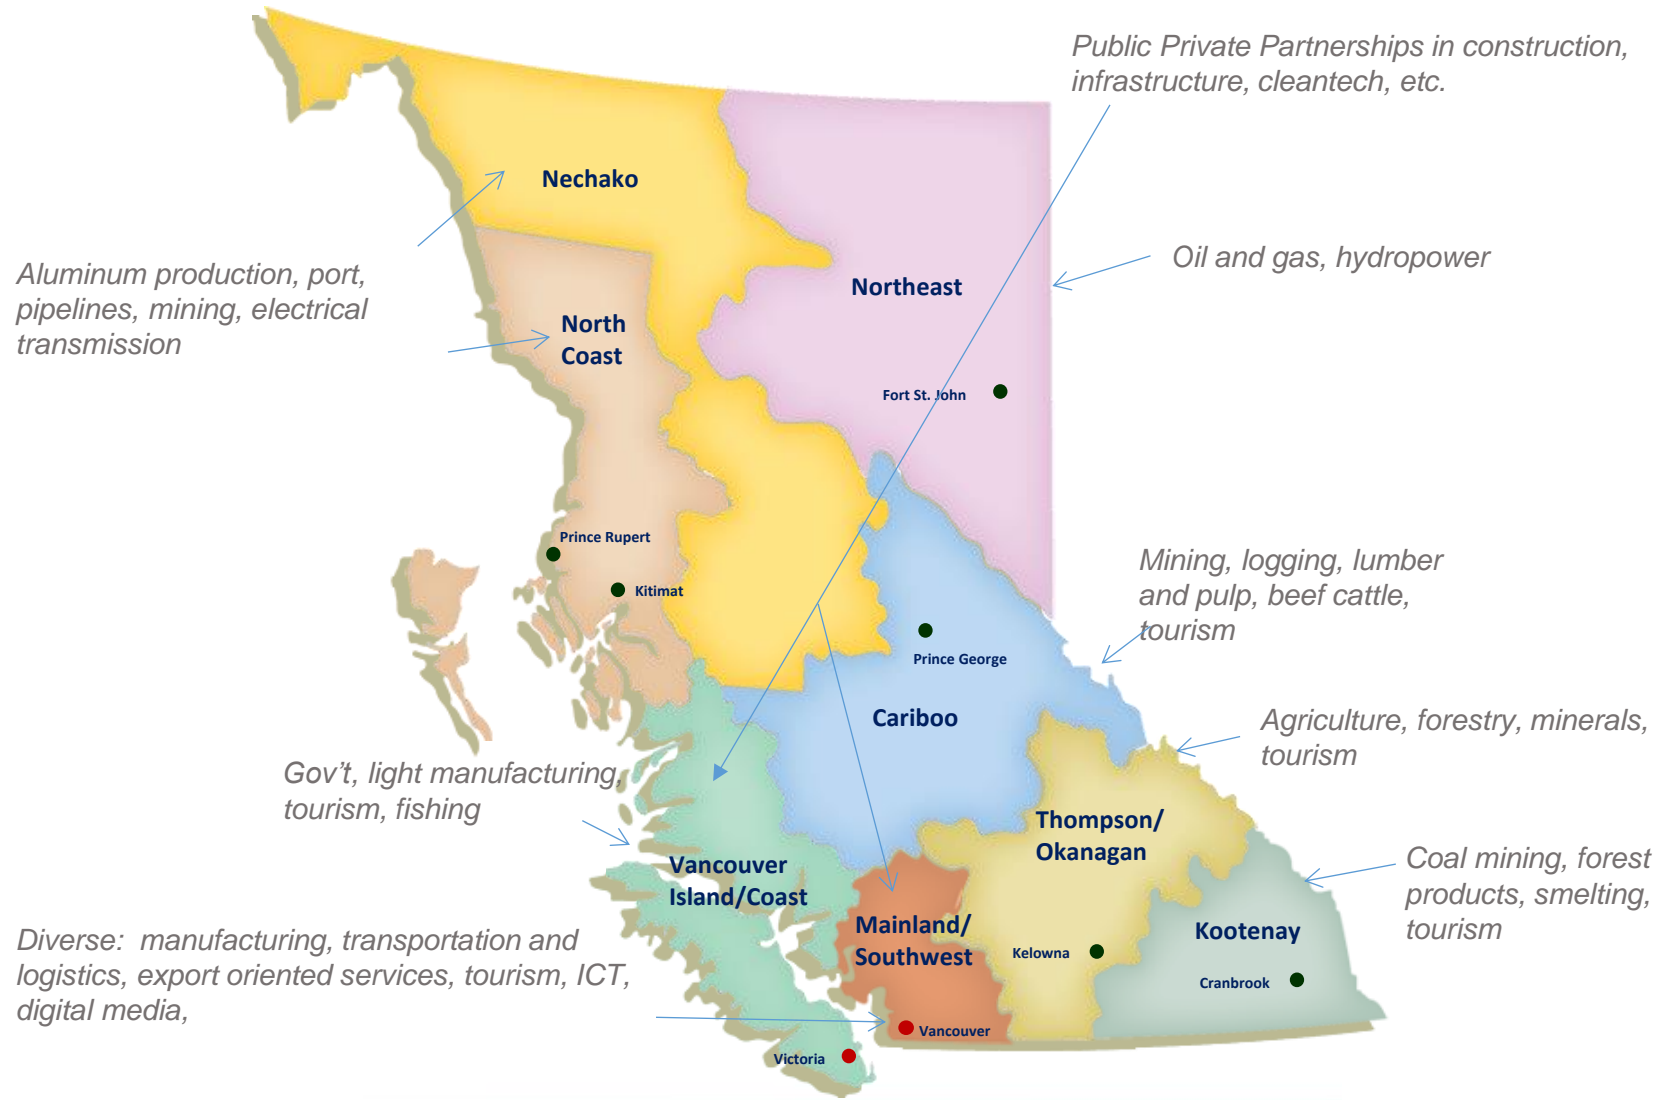 Public Private Partnerships in construction,
infrastructure, cleantech, etc.
Nechako
Aluminum production, port,
pipelines, mining, electrical
transmission
Oil and gas, hydropower
Northeast
North
Coast
Fort St. John
Prince Rupert
Kitimat
Mining, logging, lumber
and pulp, beef cattle,
tourism
Prince George
Cariboo
Agriculture, forestry, minerals,
tourism
Gov't, light manufacturing,
tourism, fishing
Thompson/
Okanagan
Vancouver
Island/Coast
Coal mining, forest
products, smelting,
tourism
Mainland/
Southwest
Kootenay
Diverse:  manufacturing, transportation and
logistics, export oriented services, tourism, ICT,
digital media,
Kelowna
Cranbrook
Vancouver
Victoria